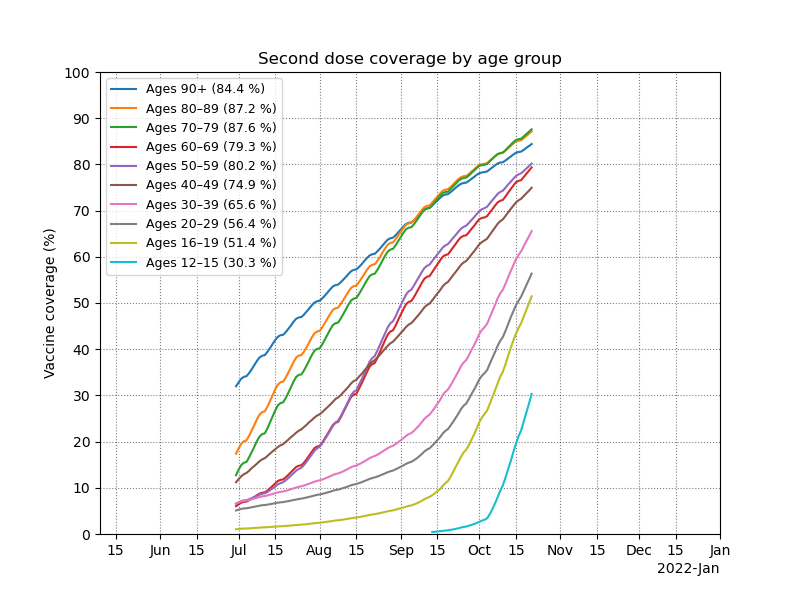 Second dose coverage by age group
Vaccine coverage (%)
100
90
80
70
60
50
40
30
20
10
0
Ages 90+ (84.4 %)
Ages 80–89 (87.2 %)
Ages 70–79 (87.6 %)
Ages 60–69 (79.3 %)
Ages 50–59 (80.2 %)
Ages 40–49 (74.9 %)
Ages 30–39 (65.6 %)
Ages 20–29 (56.4 %)
Ages 16–19 (51.4 %)
Ages 12–15 (30.3 %)
15 Jun 15 Jul 15 Aug 15 Sep 15 Oct 15 Nov 15 Dec 15 Jan
2022-Jan